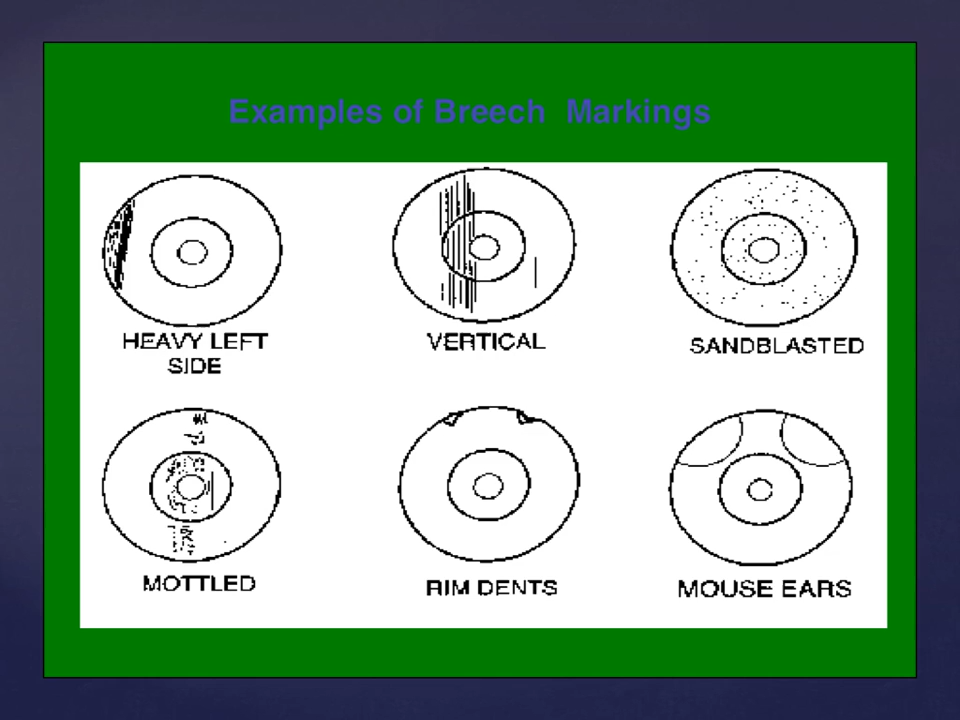 Examples of Breech Markings
HEAVY LEFT
SIDE
VERTICAL
SANDBLASTED
MOTTLED
RIM DENTS
MOUSE EARS